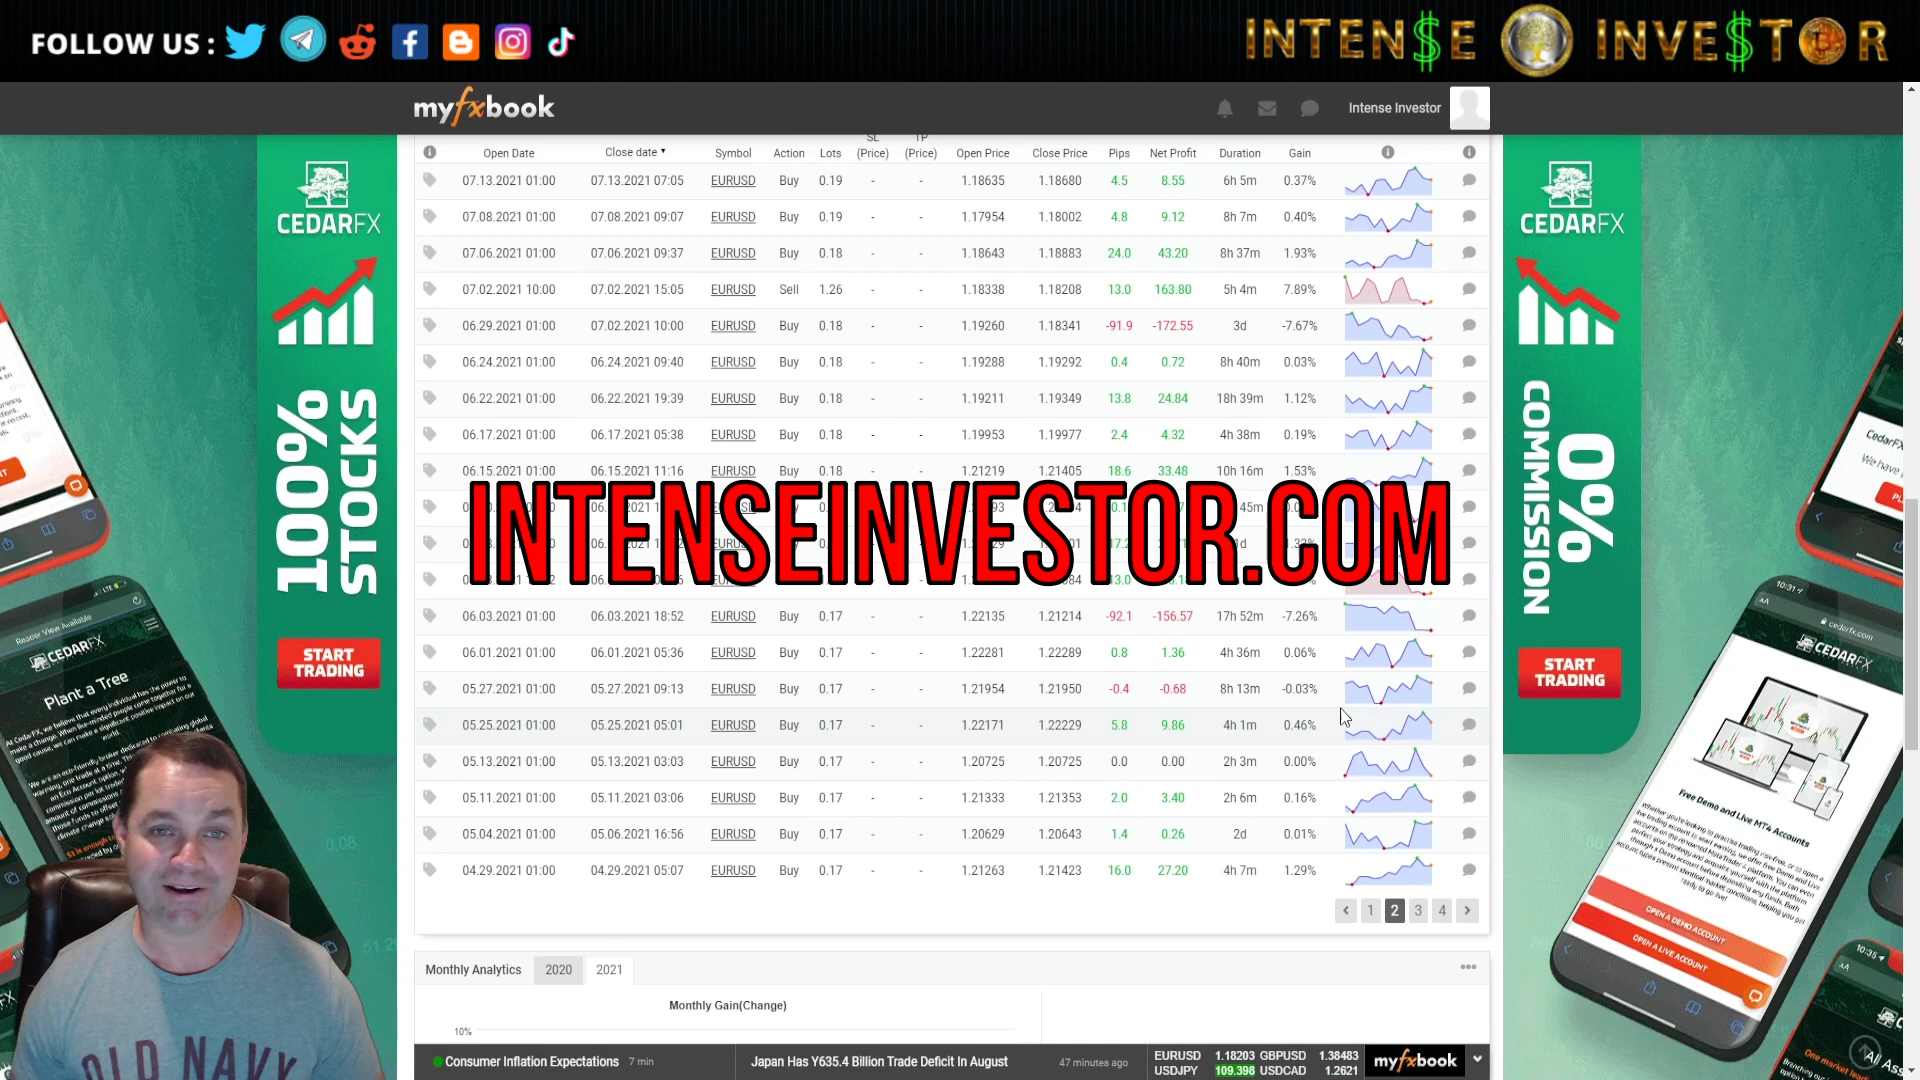 FOLLOW US :
INTEN$E INVE$TOR
myfxbook
Intense Investor
SL TP
Open Date Close date ▼ Symbol Action Lots (Price) (Price) Open Price Close Price Pips Net Profit Duration Gain
07.13.2021 01:00 07.13.2021 07:05 EURUSD Buy 0.19 - - 1.18635 1.18680 4.5 8.55 6h 5m 0.37%
07.08.2021 01:00 07.08.2021 09:07 EURUSD Buy 0.19 - - 1.17954 1.18002 4.8 9.12 8h 7m 0.40%
07.06.2021 01:00 07.06.2021 09:37 EURUSD Buy 0.18 - - 1.18643 1.18883 24.0 43.20 8h 37m 1.93%
07.02.2021 10:00 07.02.2021 15:05 EURUSD Sell 1.26 - - 1.18338 1.18208 13.0 163.80 5h 4m 7.89%
06.29.2021 01:00 07.02.2021 10:00 EURUSD Buy 0.18 - - 1.19260 1.18341 -91.9 -172.55 3d -7.67%
06.24.2021 01:00 06.24.2021 09:40 EURUSD Buy 0.18 - - 1.19288 1.19292 0.4 0.72 8h 40m 0.03%
06.22.2021 01:00 06.22.2021 19:39 EURUSD Buy 0.18 - - 1.19211 1.19349 13.8 24.84 18h 39m 1.12%
06.17.2021 01:00 06.17.2021 05:38 EURUSD Buy 0.18 - - 1.19953 1.19977 2.4 4.32 4h 38m 0.19%
06.15.2021 01:00 06.15.2021 11:16 EURUSD Buy 0.18 - - 1.21219 1.21405 18.6 33.48 10h 16m 1.53%
INTENSEINVESTOR.COM
06.03.2021 01:00 06.03.2021 18:52 EURUSD Buy 0.17 - - 1.22135 1.21214 -92.1 -156.57 17h 52m -7.26%
06.01.2021 01:00 06.01.2021 05:36 EURUSD Buy 0.17 - - 1.22281 1.22289 0.8 1.36 4h 36m 0.06%
05.27.2021 01:00 05.27.2021 09:13 EURUSD Buy 0.17 - - 1.21954 1.21950 -0.4 -0.68 8h 13m -0.03%
05.25.2021 01:00 05.25.2021 05:01 EURUSD Buy 0.17 - - 1.22171 1.22229 5.8 9.86 4h 1m 0.46%
05.13.2021 01:00 05.13.2021 03:03 EURUSD Buy 0.17 - - 1.20725 1.20725 0.0 0.00 2h 3m 0.00%
05.11.2021 01:00 05.11.2021 03:06 EURUSD Buy 0.17 - - 1.21333 1.21353 2.0 3.40 2h 6m 0.16%
05.04.2021 01:00 05.06.2021 16:56 EURUSD Buy 0.17 - - 1.20629 1.20643 1.4 0.26 2d 0.01%
04.29.2021 01:00 04.29.2021 05:07 EURUSD Buy 0.17 - - 1.21263 1.21423 16.0 27.20 4h 7m 1.29%
‹ 1 2 3 4 ›
Monthly Analytics 2020 2021
Monthly Gain(Change)
10%
Consumer Inflation Expectations 7 min
Japan Has Y635.4 Billion Trade Deficit In August 47 minutes ago
EURUSD 1.18203 GBPUSD 1.38483
USDJPY 109.398 USDCAD 1.2621
myfxbook
CEDARFX
100%
STOCKS
START
TRADING
Reader View Available
CEDARFX
Plant a Tree
OLD NAVY
CEDARFX
0%
COMMISSION
START
TRADING
10:31
cedarfx.com
CEDARFX
Free Demo and Live MT4 Accounts
OPEN A DEMO ACCOUNT
OPEN A LIVE ACCOUNT
10:35